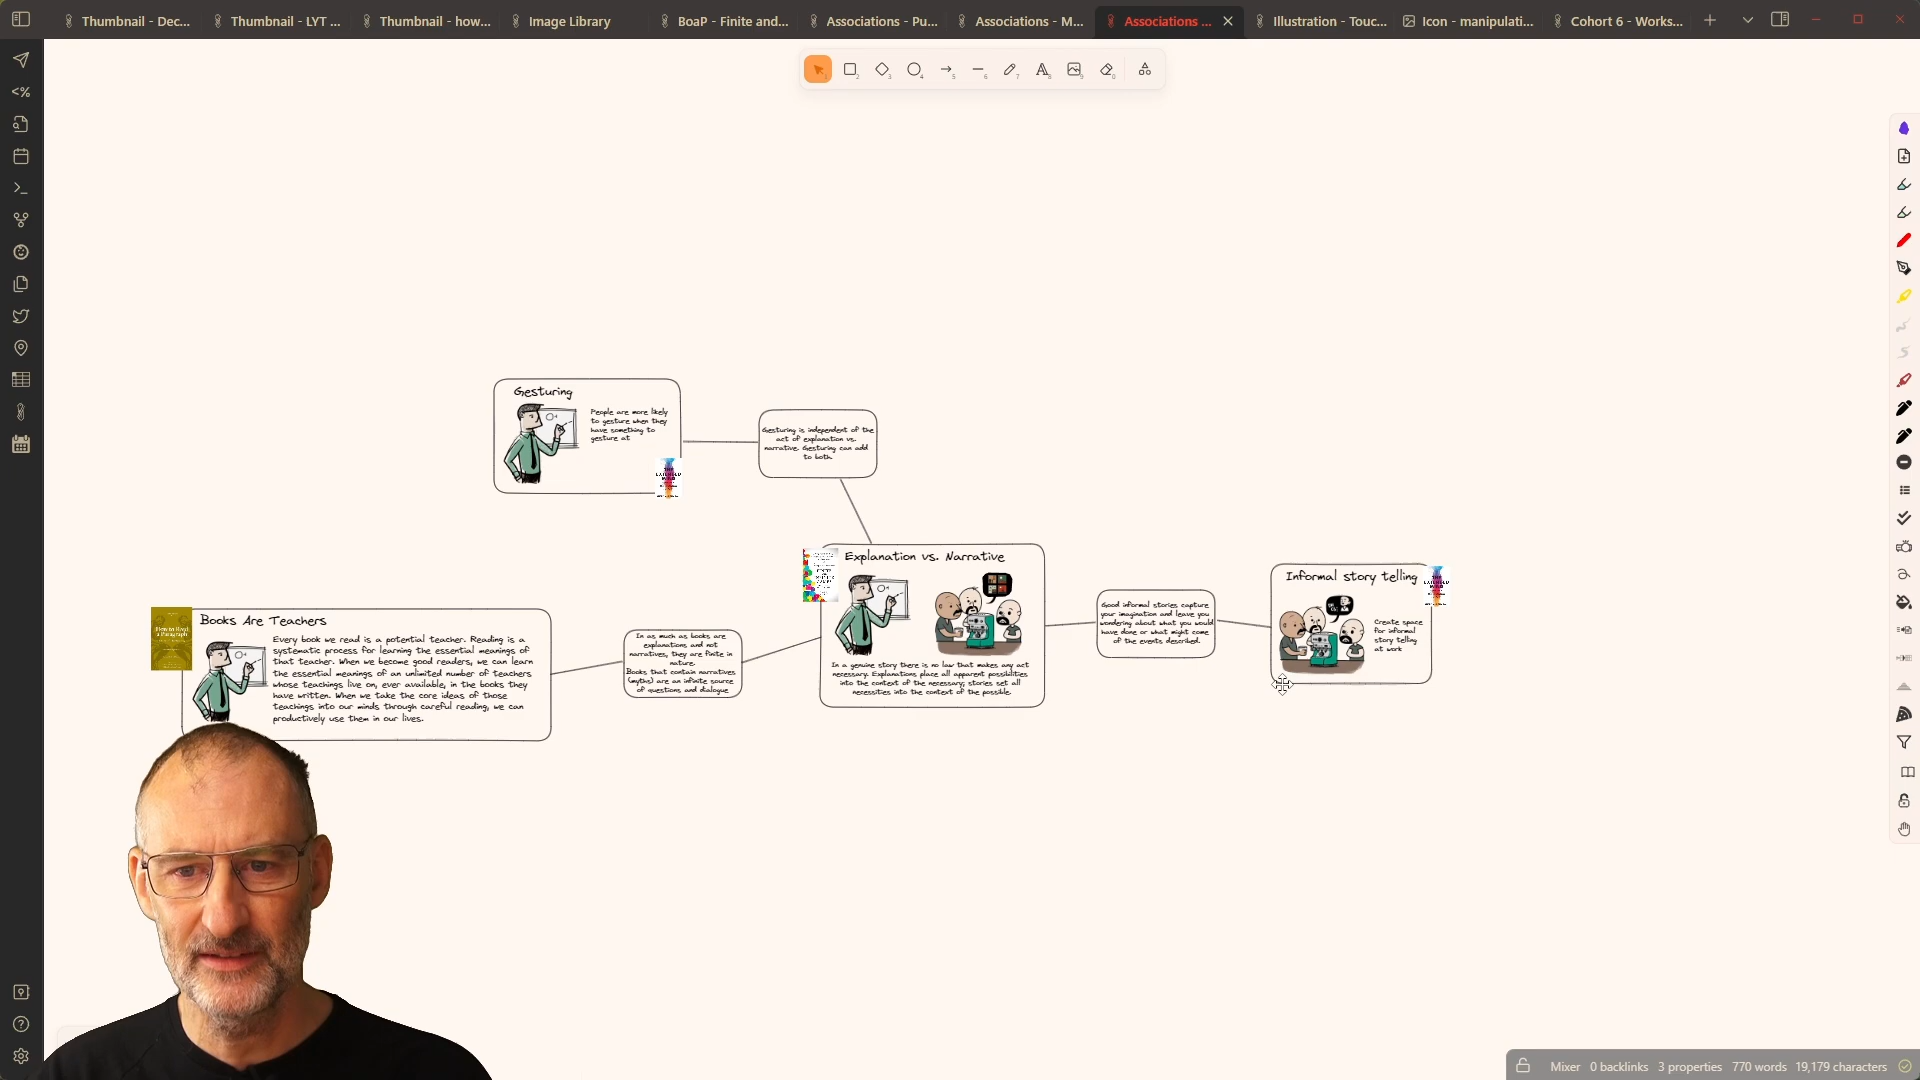 Thumbnail - Dec...
Thumbnail - LYT ...
Thumbnail - how...
Image Library
BoaP - Finite and...
Associations - Pu...
Associations - M...
Associations ...
Illustration - Touc...
Icon - manipulati...
Cohort 6 - Works...
Gesturing
People are more likely
to gesture when they
have something to
gesture at
Gesturing is independent of the
act of explanation vs.
narrative. Gesturing can add
to both.
Explanation vs. Narrative
In a genuine story there is no law that makes any act
necessary. Explanations place all apparent possibilities
into the context of the necessary; stories set all
necessities into the context of the possible.
Good informal stories capture
your imagination and leave you
wondering about what you would
have done or what might come
of the events described.
Informal story telling
Create space
for informal
story telling
at work
Books Are Teachers
Every book we read is a potential teacher. Reading is a
systematic process for learning the essential meanings of
that teacher. When we become good readers, we can learn
the essential meanings of an unlimited number of teachers
whose teachings live on, ever available, in the books they
have written. When we take the core ideas of those
teachings into our minds through careful reading, we can
productively use them in our lives.
In as much as books are
explanations and not
narratives, they are finite in
nature.
Books that contain narratives
(myths) are an infinite source
of questions and dialogue.
How to Read
a Paragraph
THE
EXTENDED
MIND
THE
EXTENDED
MIND
Mixer 0 backlinks 3 properties 770 words 19,179 characters